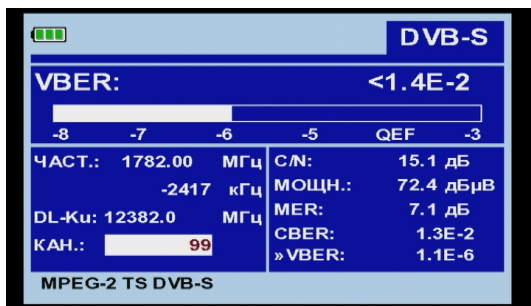 DVB-S
VBER: <1.4E-2
-8 -7 -6 -5 QEF -3
ЧАСТ.: 1782.00 МГц
-2417 кГц
DL-Ku: 12382.0 МГц
КАН.: 99
C/N: 15.1 дБ
МОЩН.: 72.4 дБµВ
MER: 7.1 дБ
CBER: 1.3E-2
»VBER: 1.1E-6
MPEG-2 TS DVB-S